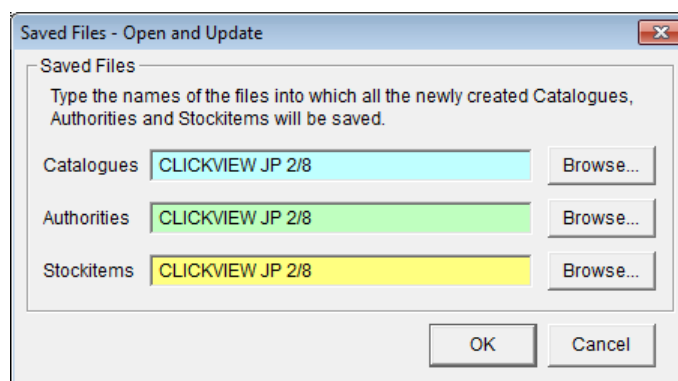 Saved Files - Open and Update
Saved Files
Type the names of the files into which all the newly created Catalogues,
Authorities and Stockitems will be saved.
Catalogues CLICKVIEW JP 2/8 Browse...
Authorities CLICKVIEW JP 2/8 Browse...
Stockitems CLICKVIEW JP 2/8 Browse...
OK Cancel